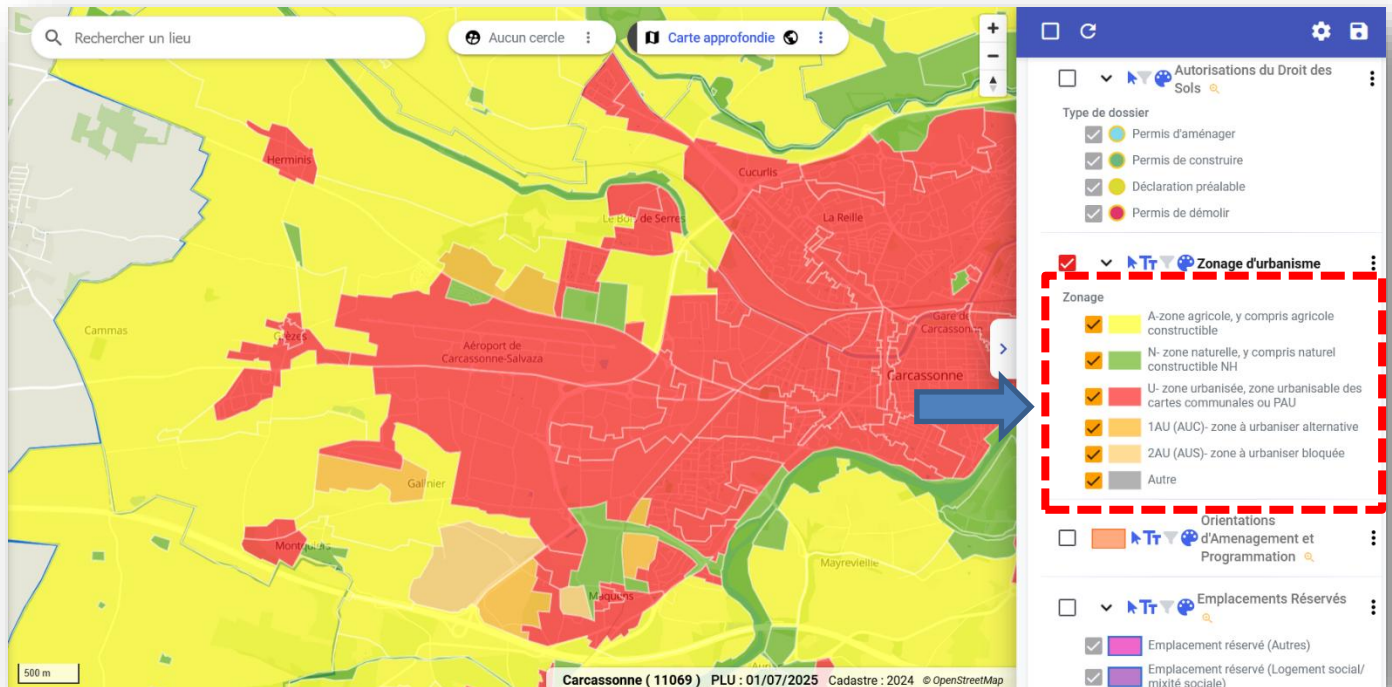 Rechercher un lieu
Aucun cercle
Carte approfondie
Herminis
Cucurlis
Le Bois de Serres
La Reille
Cammas
Grèzes
Aéroport de
Carcassonne-Salvaza
Gare de
Carcassonne
Carcassonne
Montquiers
Maquens
Mayrevieille
500 m
Carcassonne ( 11069 ) PLU : 01/07/2025 Cadastre : 2024 © OpenStreetMap
Autorisations du Droit des
Sols
Type de dossier
Permis d'aménager
Permis de construire
Déclaration préalable
Permis de démolir
Zonage d'urbanisme
Zonage
A-zone agricole, y compris agricole
constructible
N- zone naturelle, y compris naturel
constructible NH
U- zone urbanisée, zone urbanisable des
cartes communales ou PAU
1AU (AUC)- zone à urbaniser alternative
2AU (AUS)- zone à urbaniser bloquée
Autre
Orientations
d'Amenagement et
Programmation
Emplacements Réservés
Emplacement réservé (Autres)
Emplacement réservé (Logement social/
mixité sociale)